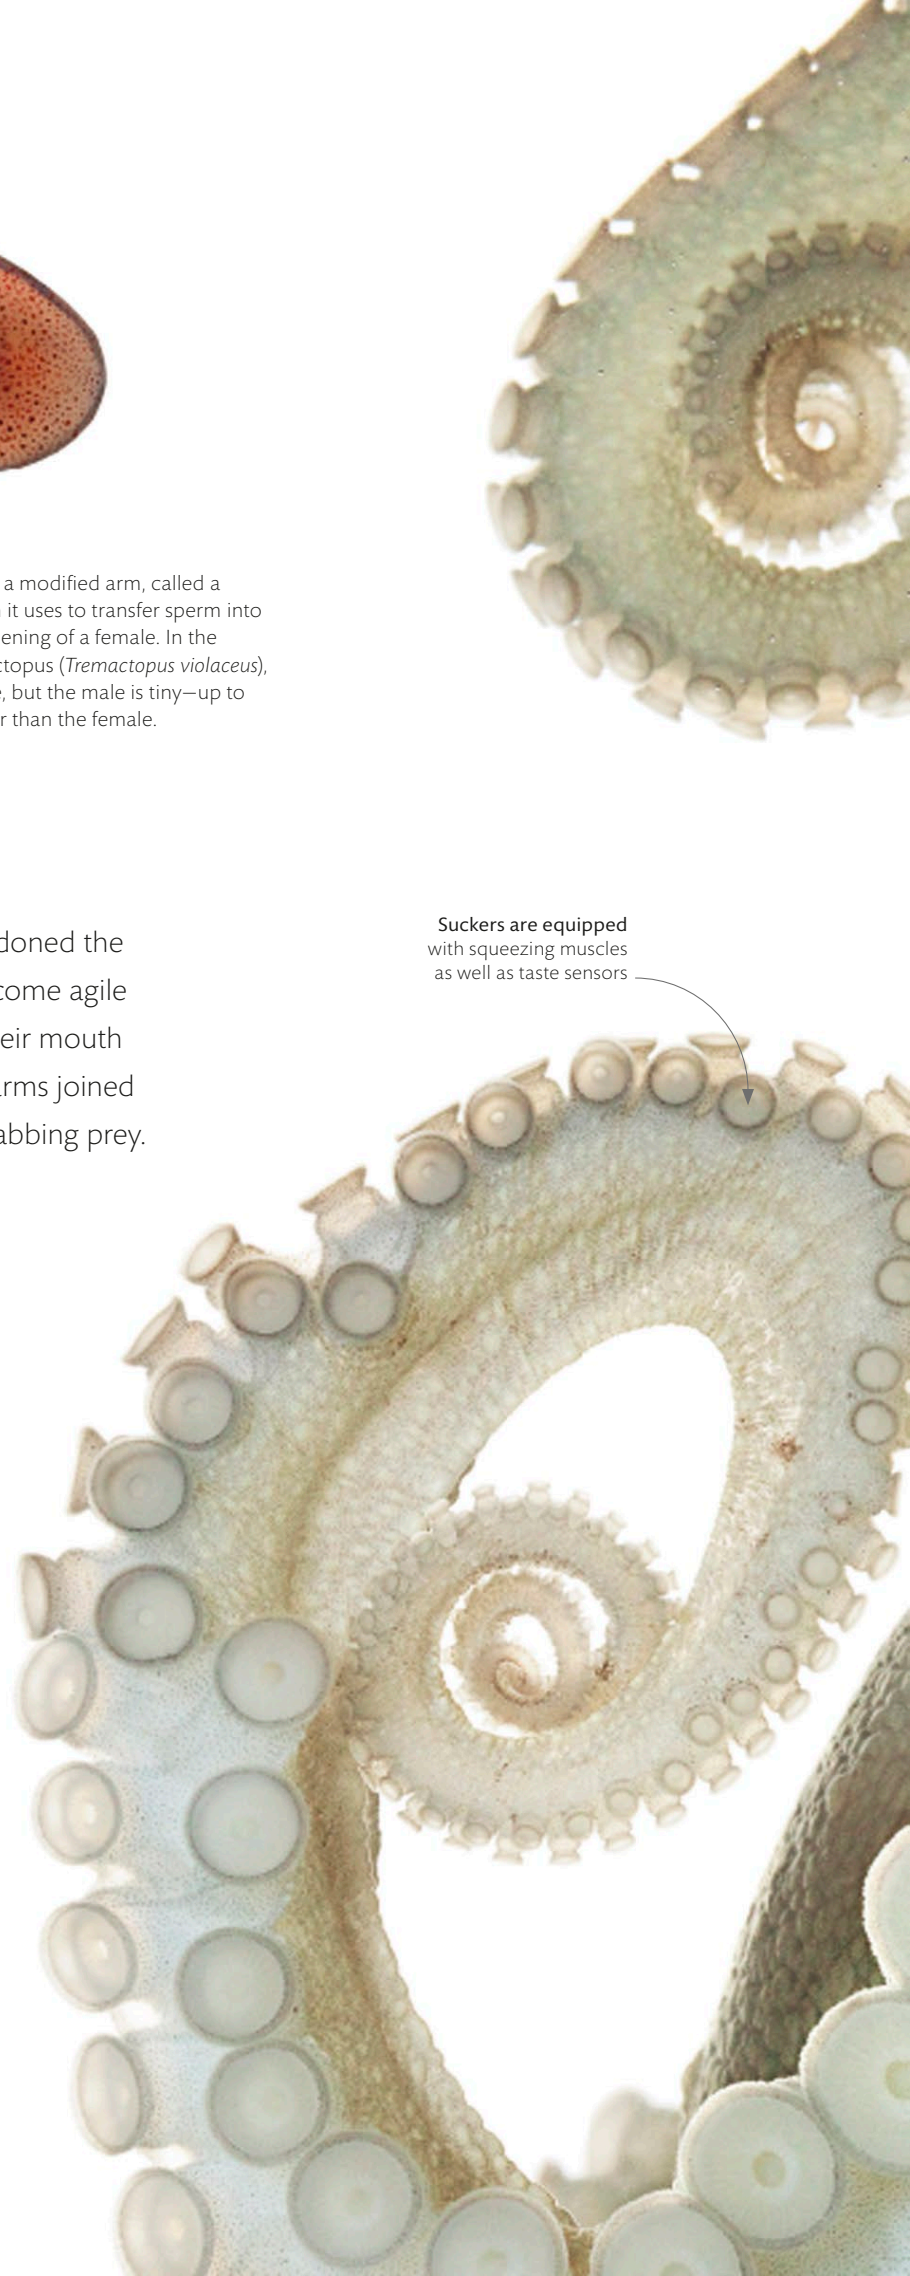 a modified arm, called a
it uses to transfer sperm into
ening of a female. In the
ctopus (Tremactopus violaceus),
, but the male is tiny—up to
r than the female.
doned the
come agile
eir mouth
arms joined
abbing prey.
Suckers are equipped
with squeezing muscles
as well as taste sensors